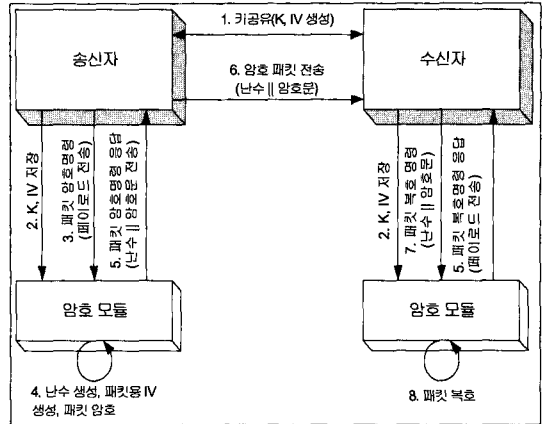 1. 키공유(K, IV 생성)
송신자
수신자
6. 암호 패킷 전송
(난수 || 암호문)
2. K, IV 저장
3. 패킷 암호명령
(페이로드 전송)
5. 패킷 암호명령 응답
(난수 || 암호문 전송)
2. K, IV 저장
7. 패킷 복호 명령
(난수 || 암호문)
5. 패킷 복호명령 응답
(페이로드 전송)
암호 모듈
암호 모듈
4. 난수 생성, 패킷용 IV
생성, 패킷 암호
8. 패킷 복호